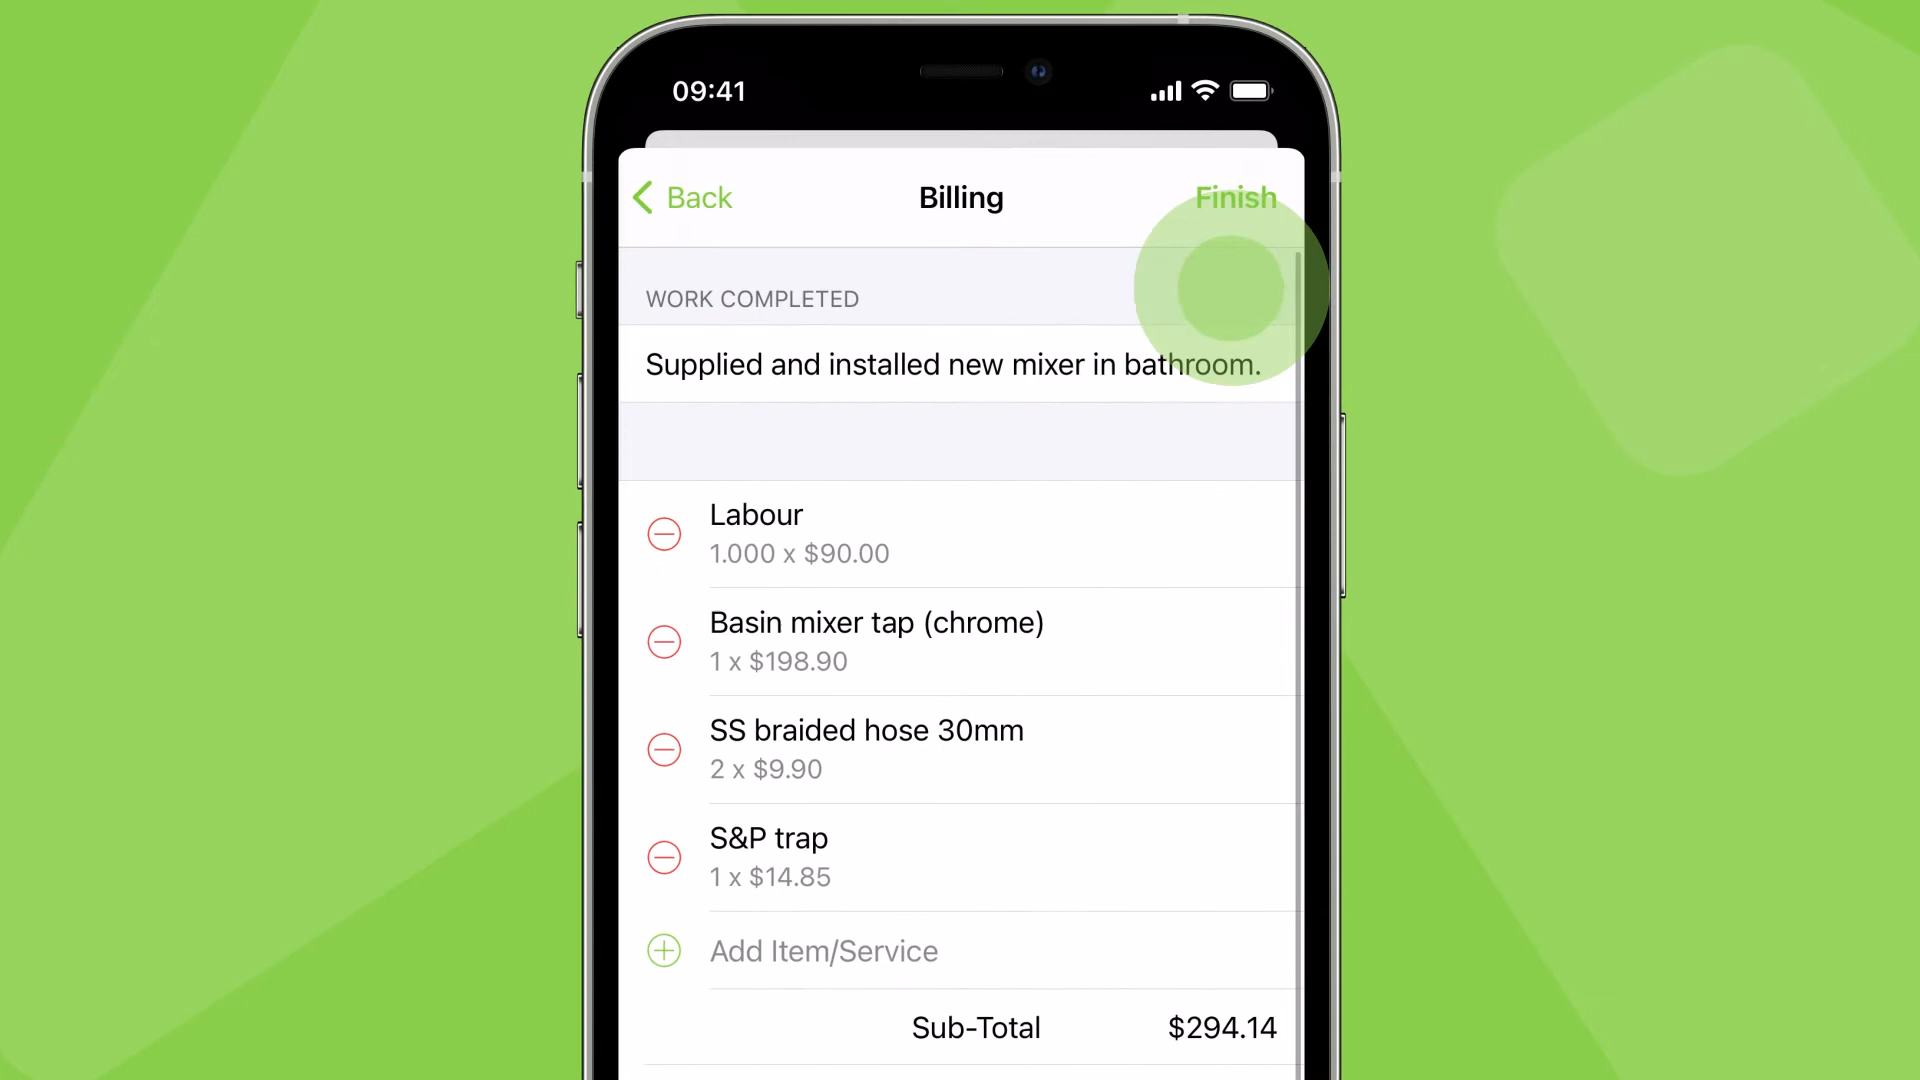 09:41
Back
Billing
Finish
WORK COMPLETED
Supplied and installed new mixer in bathroom.
Labour
1.000 x $90.00
Basin mixer tap (chrome)
1 x $198.90
SS braided hose 30mm
2 x $9.90
S&P trap
1 x $14.85
Add Item/Service
Sub-Total $294.14